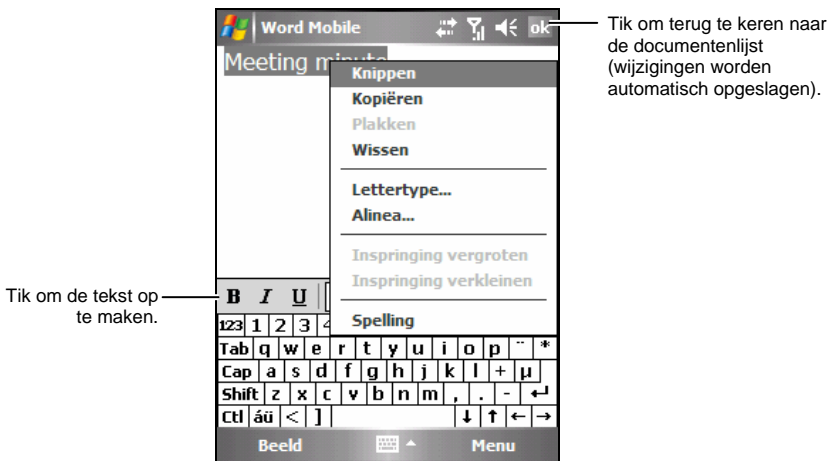 Word Mobile ok
Meeting minute
Knippen
Kopiëren
Plakken
Wissen
Lettertype...
Alinea...
Inspringing vergroten
Inspringing verkleinen
Spelling
B I U
123 1 2 3 4
Tab q w e r t y u i o p ¨ *
Cap a s d f g h j k l + µ
Shift z x c v b n m , . - ↵
Ctl áü < ] ↓ ↑ ← →
Beeld Menu
Tik om terug te keren naar
de documentenlijst
(wijzigingen worden
automatisch opgeslagen).
Tik om de tekst op
te maken.